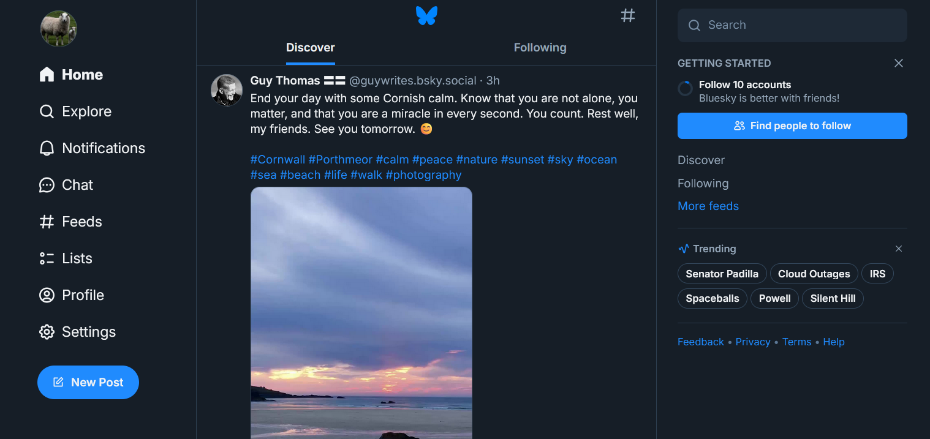 Home
Explore
Notifications
Chat
Feeds
Lists
Profile
Settings
New Post
Discover
Following
Guy Thomas @guywrites.bsky.social · 3h
End your day with some Cornish calm. Know that you are not alone, you
matter, and that you are a miracle in every second. You count. Rest well,
my friends. See you tomorrow. 😊
#Cornwall #Porthmeor #calm #peace #nature #sunset #sky #ocean
#sea #beach #life #walk #photography
Search
GETTING STARTED
Follow 10 accounts
Bluesky is better with friends!
Find people to follow
Discover
Following
More feeds
Trending
Senator Padilla
Cloud Outages
IRS
Spaceballs
Powell
Silent Hill
Feedback • Privacy • Terms • Help